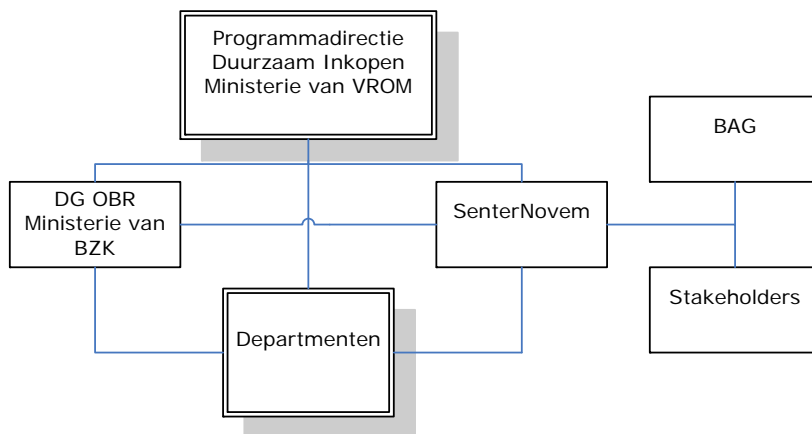 Programmadirectie
Duurzaam Inkopen
Ministerie van VROM
BAG
DG OBR
Ministerie van
BZK
SenterNovem
Stakeholders
Departmenten